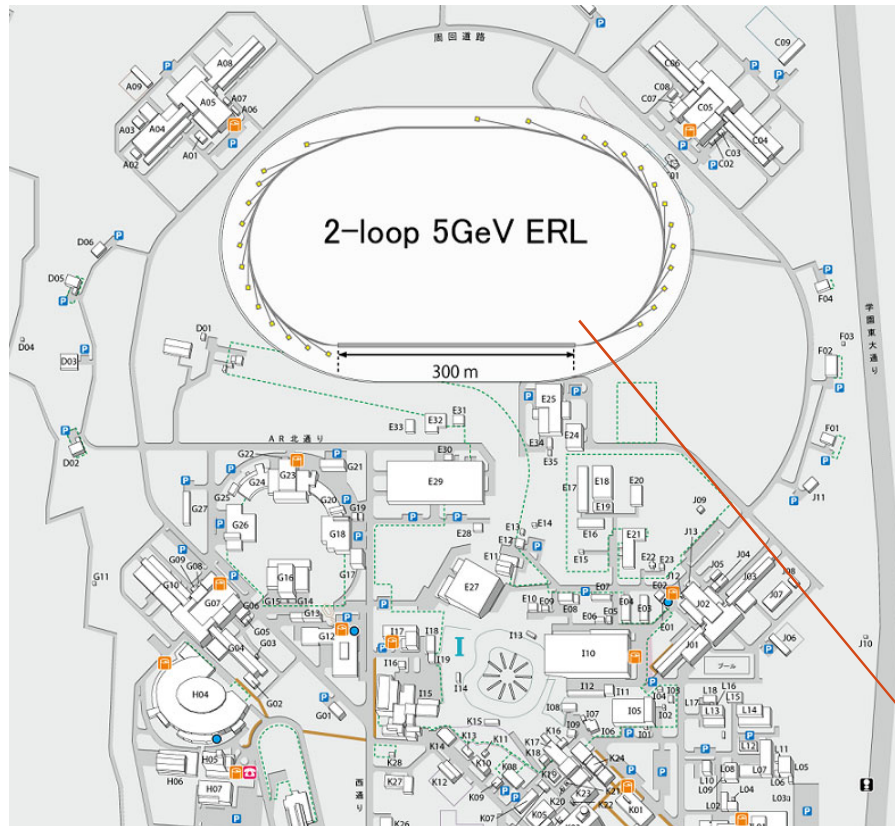 周回道路
C09
A08
C06
A09
A07
A05
A06
C08
C07
C05
A03
A04
C04
A01
C03
A02
C02
2-loop 5GeV ERL
D06
D05
F04
学園東大通り
D01
D04
F03
D03
F02
300 m
E25
E31
E32
E33
F01
AR北通り
E34
E24
D02
G22
E30
E35
G21
G23
J11
G24
E29
E17
E18
E20
G25
G20
G27
G19
E19
J09
G26
G18
E28
E13
E14
E16
J13
E12
E21
G09
E11
E15
J04
G11
G08
G17
E22
E23
J05
J03
J08
G10
G16
E27
E07
J12
G07
E10
E09
E08
E02
J02
J07
G15
G14
E06
E05
E04
E03
G06
G13
E01
G05
G12
I17
I18
I13
J01
J06
J10
G04
G03
I16
I19
I10
プール
H04
I14
I15
I12
I11
I04
I03
L16
G02
L17
L18
L15
G01
I08
I05
I02
L13
L14
K15
I07
I09
I06
I01
K16
K14
K13
K11
K17
K18
K24
L12
L11
K28
K10
H05
H06
K12
K08
K19
L10
L08
L07
L05
西通り
K27
K09
K21
L09
L06
H07
K20
K23
K22
L04
L03
L02
K07
K05
K01
K26